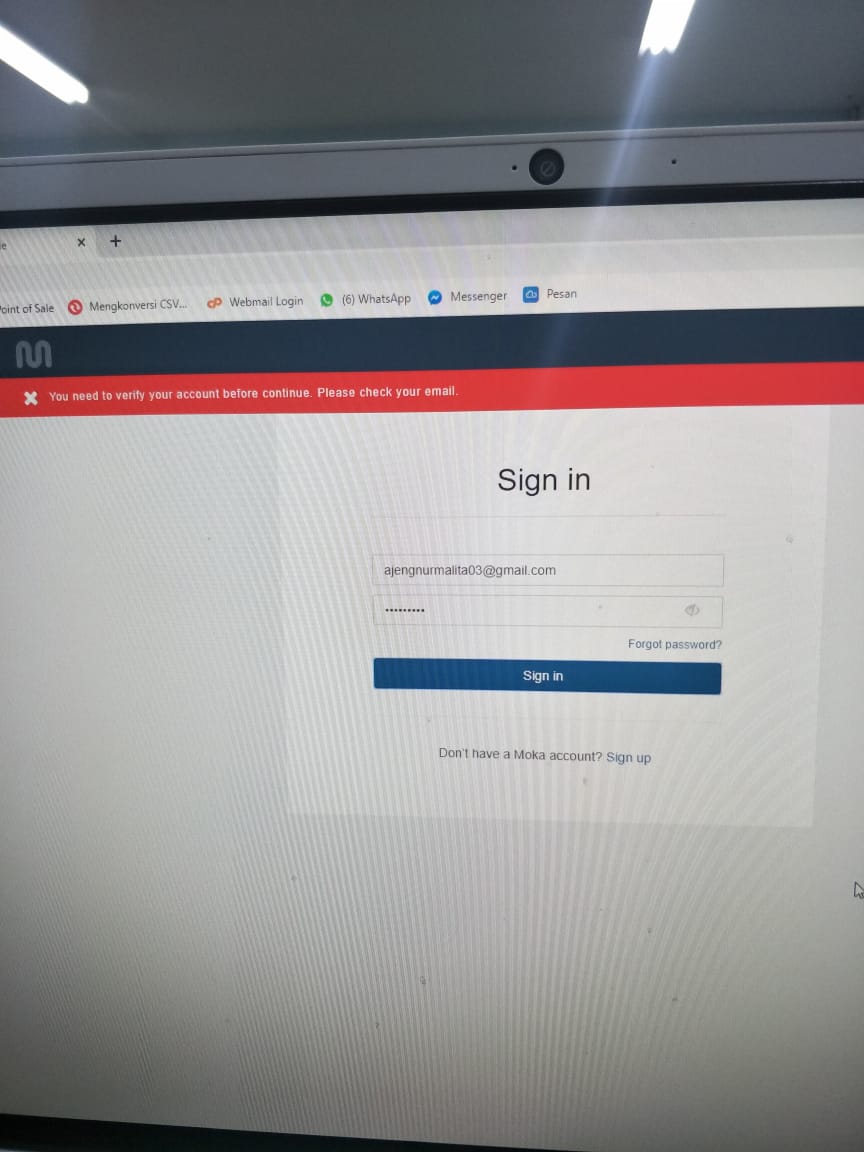 Point of Sale Mengkonversi CSV... Webmail Login (6) WhatsApp Messenger Pesan
You need to verify your account before continue. Please check your email.
Sign in
ajengnurmalita03@gmail.com
Forgot password?
Sign in
Don't have a Moka account? Sign up